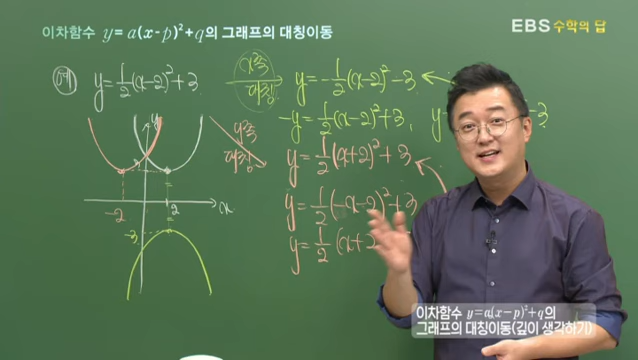 이차함수 y=a(x-p)²+q의 그래프의 대칭이동
EBS 수학의 답
예 y=1/2(x-2)²+3
x축
대칭
y=-1/2(x-2)²-3
-y=1/2(x-2)²+3, y
-3
y축
대칭
y=1/2(x+2)²+3
y=1/2(-x-2)²+3
y=1/2(x+2
y
-2
2
x
-3
이차함수 y=a(x-p)²+q의
그래프의 대칭이동(깊이 생각하기)